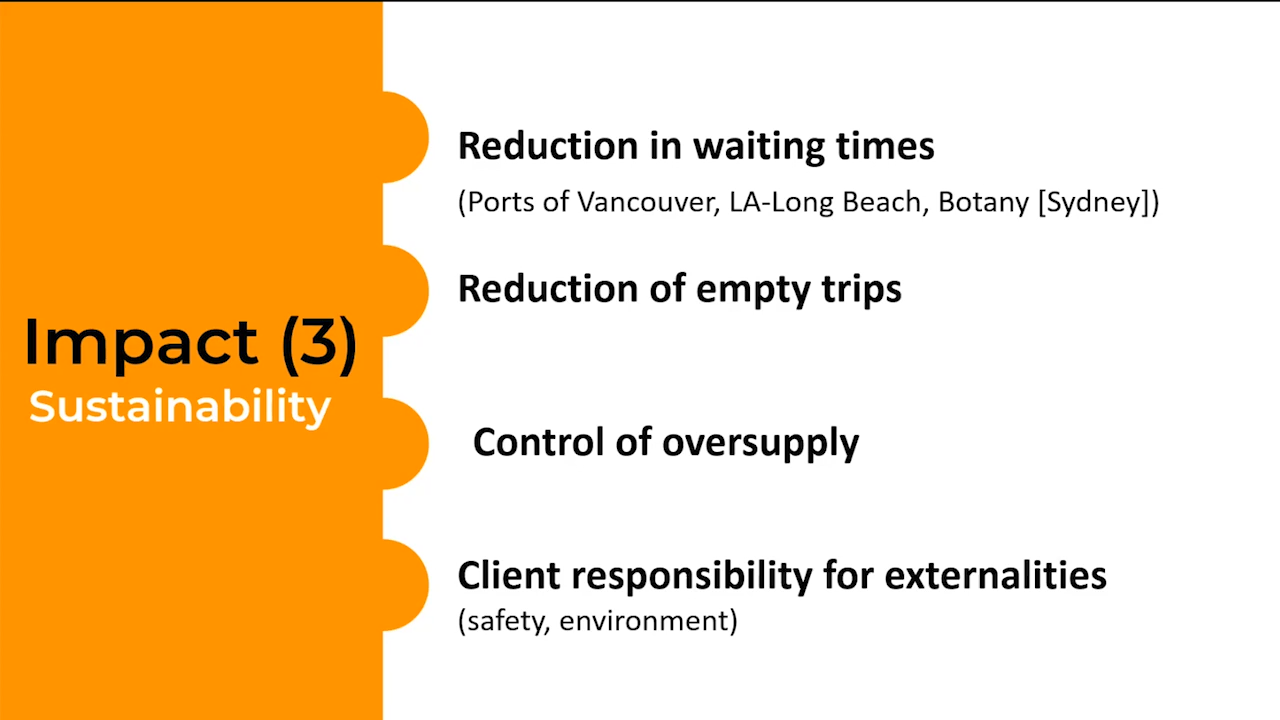 Impact (3)
Sustainability
Reduction in waiting times
(Ports of Vancouver, LA-Long Beach, Botany [Sydney])
Reduction of empty trips
Control of oversupply
Client responsibility for externalities
(safety, environment)